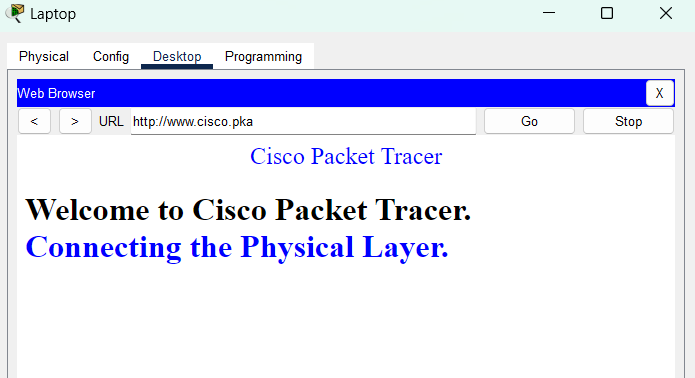 Laptop
Physical Config Desktop Programming
Web Browser X
< > URL http://www.cisco.pka Go Stop
Cisco Packet Tracer
Welcome to Cisco Packet Tracer.
Connecting the Physical Layer.